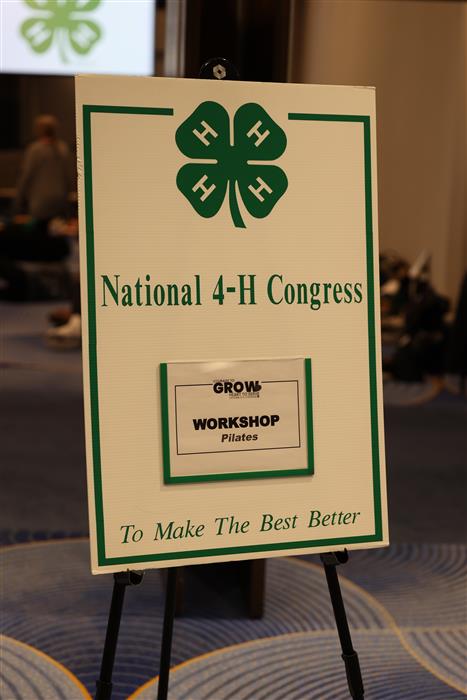 H H
H H
National 4-H Congress
GROW
WORKSHOP
Pilates
To Make The Best Better